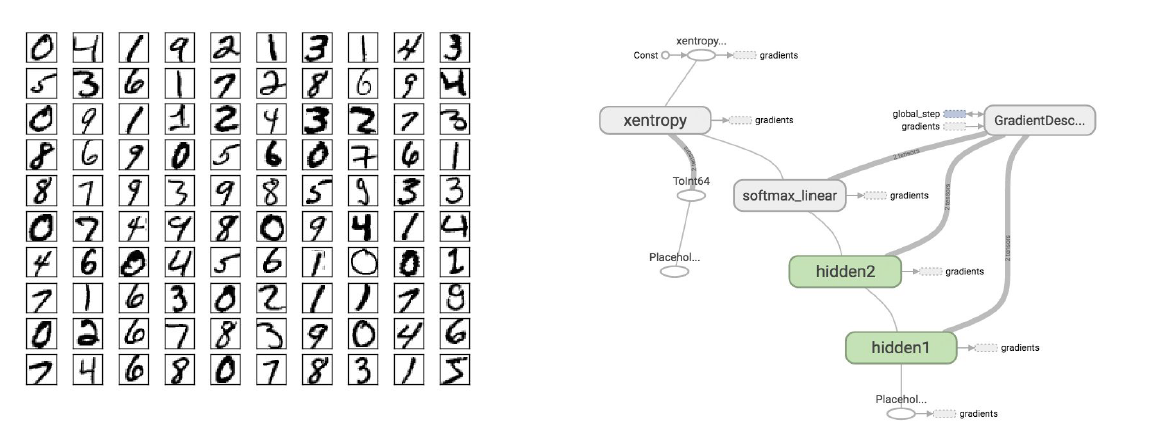 0 4 1 9 2 1 3 1 4 3
5 3 6 1 7 2 8 6 9 4
0 9 1 1 2 4 3 2 7 3
8 6 9 0 5 6 0 7 6 1
8 7 9 3 9 8 5 9 3 3
0 7 4 9 8 0 9 4 1 4
4 6 0 4 5 6 1 0 0 1
7 1 6 3 0 2 1 1 7 9
0 2 6 7 8 3 9 0 4 6
7 4 6 8 0 7 8 3 1 5
xentropy...
Const
gradients
xentropy
gradients
global_step
gradients
GradientDesc...
2 tensors
ToInt64
softmax_linear
gradients
2 tensors
Placehol...
hidden2
gradients
2 tensors
hidden1
gradients
Placehol...
gradients